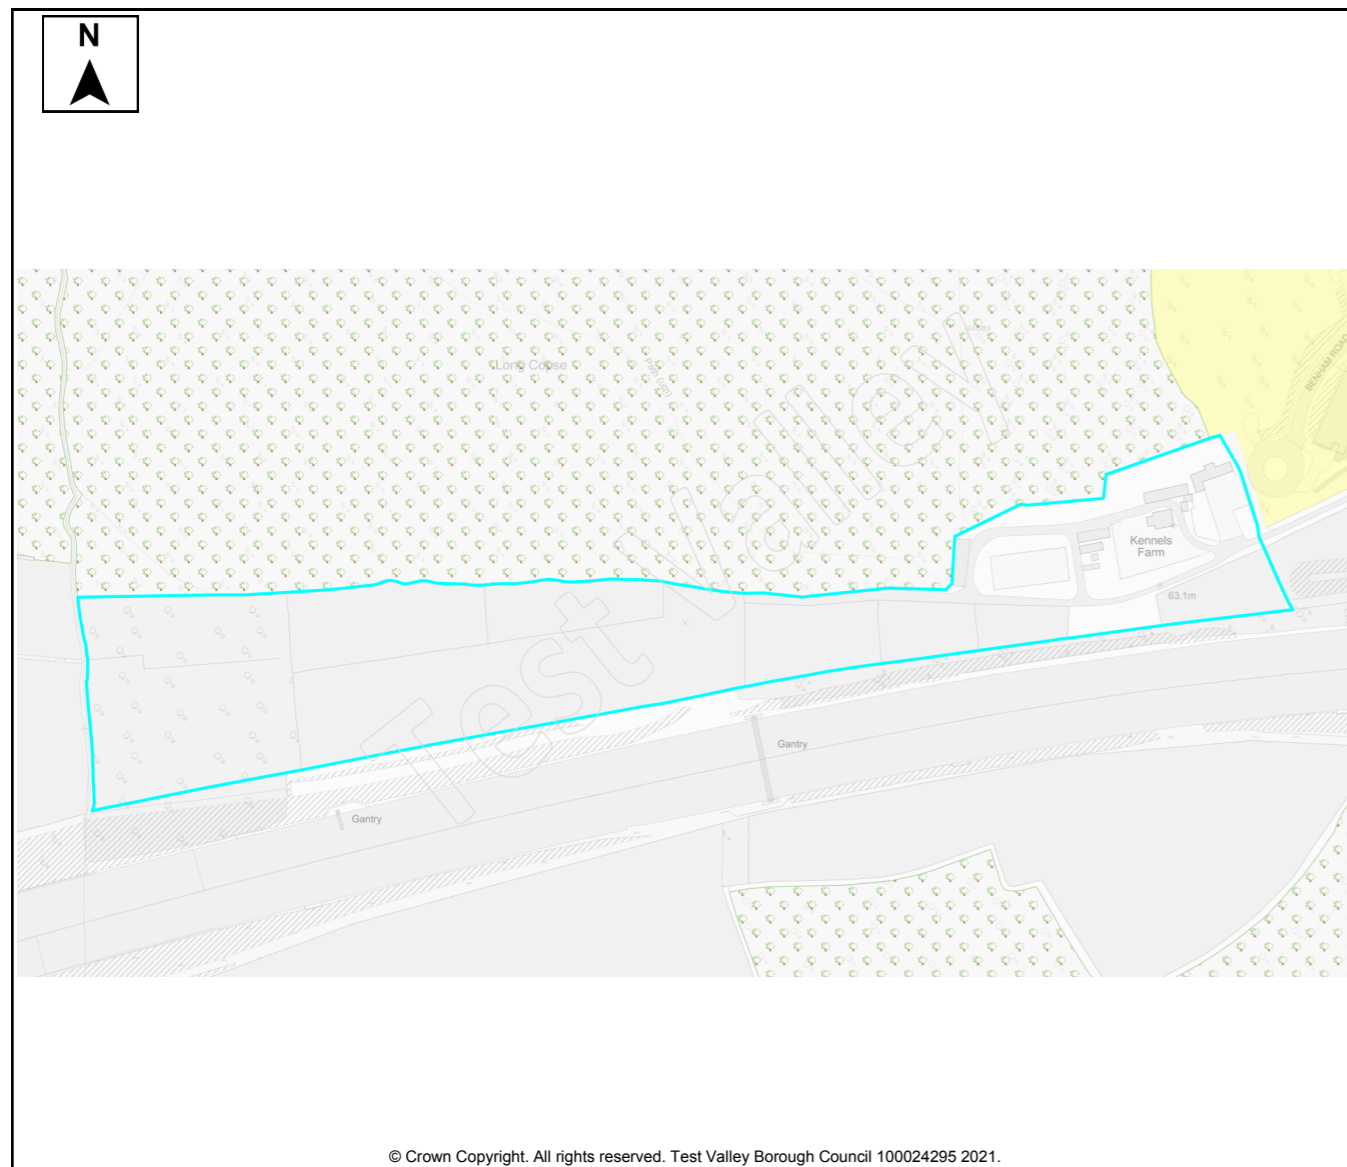 N
Long Copse
Path (um)
BENHAM ROAD
Test Valley
Kennels
Farm
63.1m
Gantry
Gantry
© Crown Copyright. All rights reserved. Test Valley Borough Council 100024295 2021.